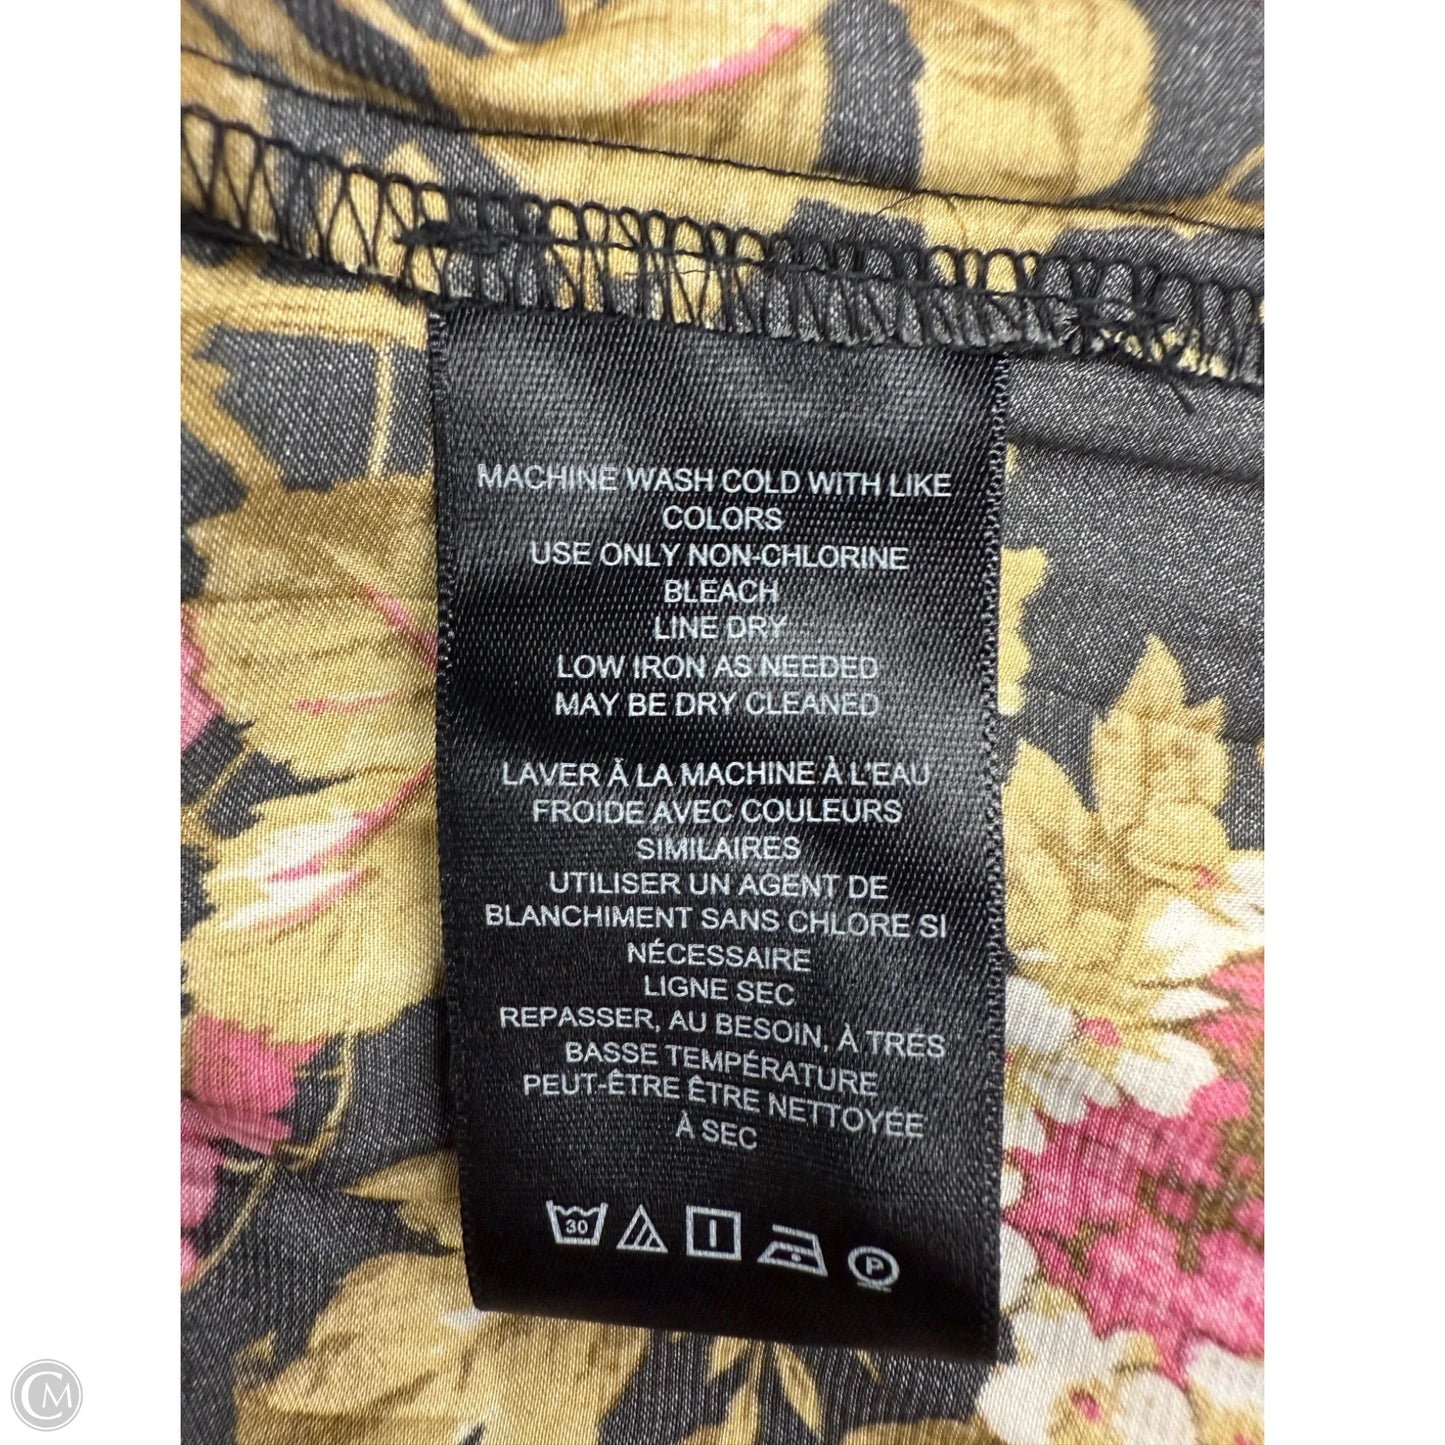 MACHINE WASH COLD WITH LIKE
COLORS
USE ONLY NON-CHLORINE
BLEACH
LINE DRY
LOW IRON AS NEEDED
MAY BE DRY CLEANED
LAVER À LA MACHINE À L'EAU
FROIDE AVEC COULEURS
SIMILAIRES
UTILISER UN AGENT DE
BLANCHIMENT SANS CHLORE SI
NÉCESSAIRE
LIGNE SEC
REPASSER, AU BESOIN, À TRÈS
BASSE TEMPÉRATURE
PEUT-ÊTRE ÊTRE NETTOYÉE
À SEC
30 P
CM